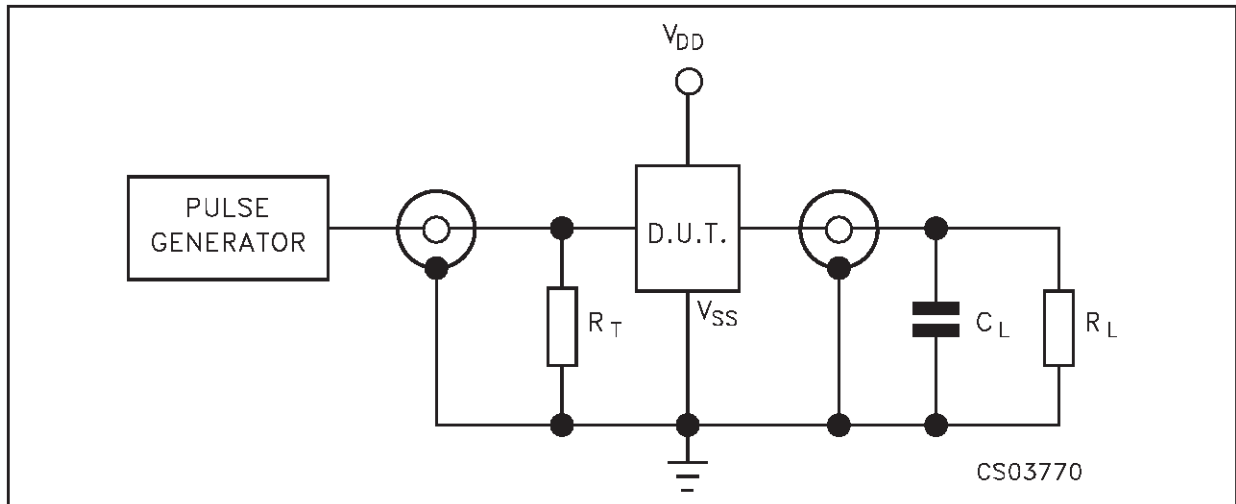 VDD
PULSE
GENERATOR
D.U.T.
VSS
RT
CL
RL
CS03770